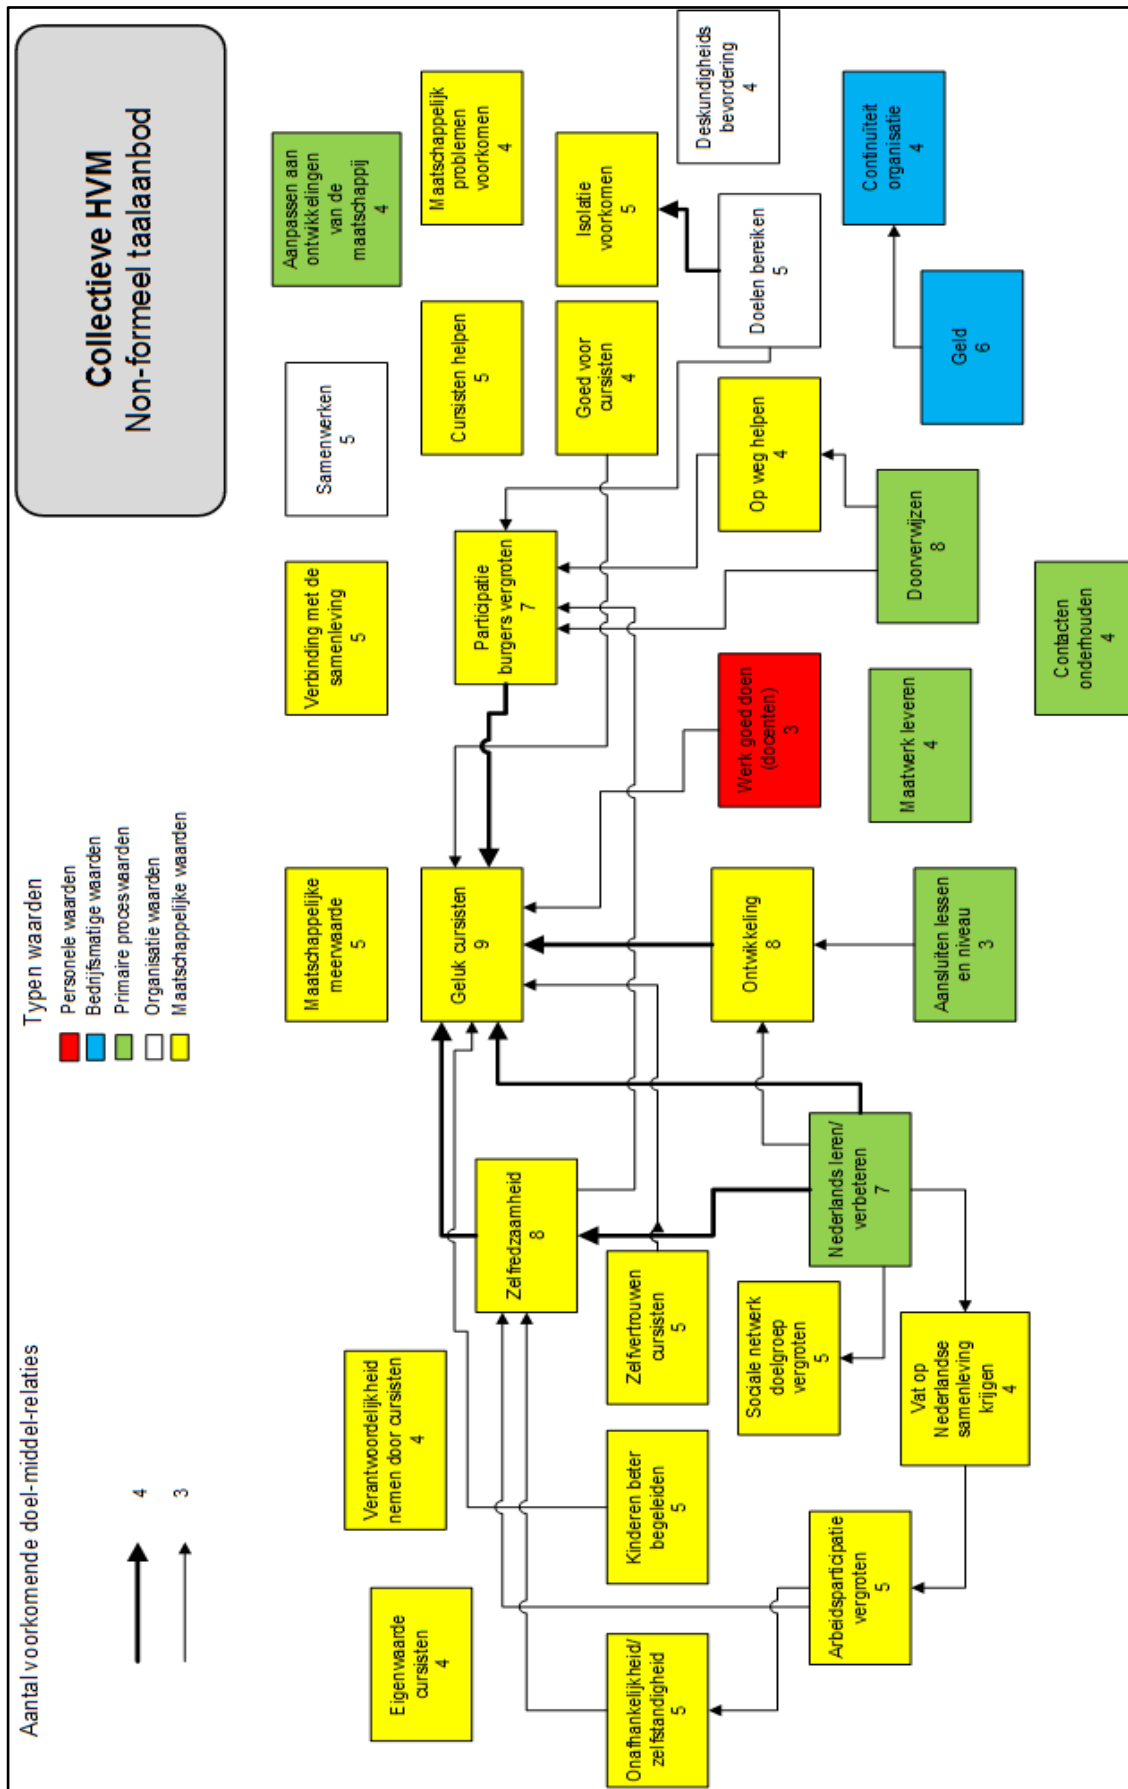 Collectieve HVM
Non-formeel taalaanbod
Aantal voorkomende doel-middel-relaties
4
3
Typen waarden
Personele waarden
Bedrijfsmatige waarden
Primaire proceswaarden
Organisatie waarden
Maatschappelijke waarden
Aanpassen aan
ontwikkelingen
van de
maatschappij
4
Samenwerken
5
Verbinding met de
samenleving
5
Maatschappelijke
meerwaarde
5
Verantwoordelijkheid
nemen door cursisten
4
Eigenwaarde
cursisten
4
Maatschappelijk
problemen
voorkomen
4
Cursisten helpen
5
Participatie
burgers vergroten
7
Geluk cursisten
9
Zelfredzaamheid
8
Isolatie
voorkomen
5
Goed voor
cursisten
4
Zelfvertrouwen
cursisten
5
Kinderen beter
begeleiden
5
Onafhankelijkheid/
zelfstandigheid
5
Deskundigheids
bevordering
4
Doelen bereiken
5
Op weg helpen
4
Werk goed doen
(docenten)
3
Ontwikkeling
8
Sociale netwerk
doelgroep
vergroten
5
Nederlands leren/
verbeteren
7
Arbeidsparticipatie
vergroten
5
Continuïteit
organisatie
4
Geld
6
Doorverwijzen
8
Maatwerk leveren
4
Aansluiten lessen
en niveau
3
Vat op
Nederlandse
samenleving
krijgen
4
Contacten
onderhouden
4